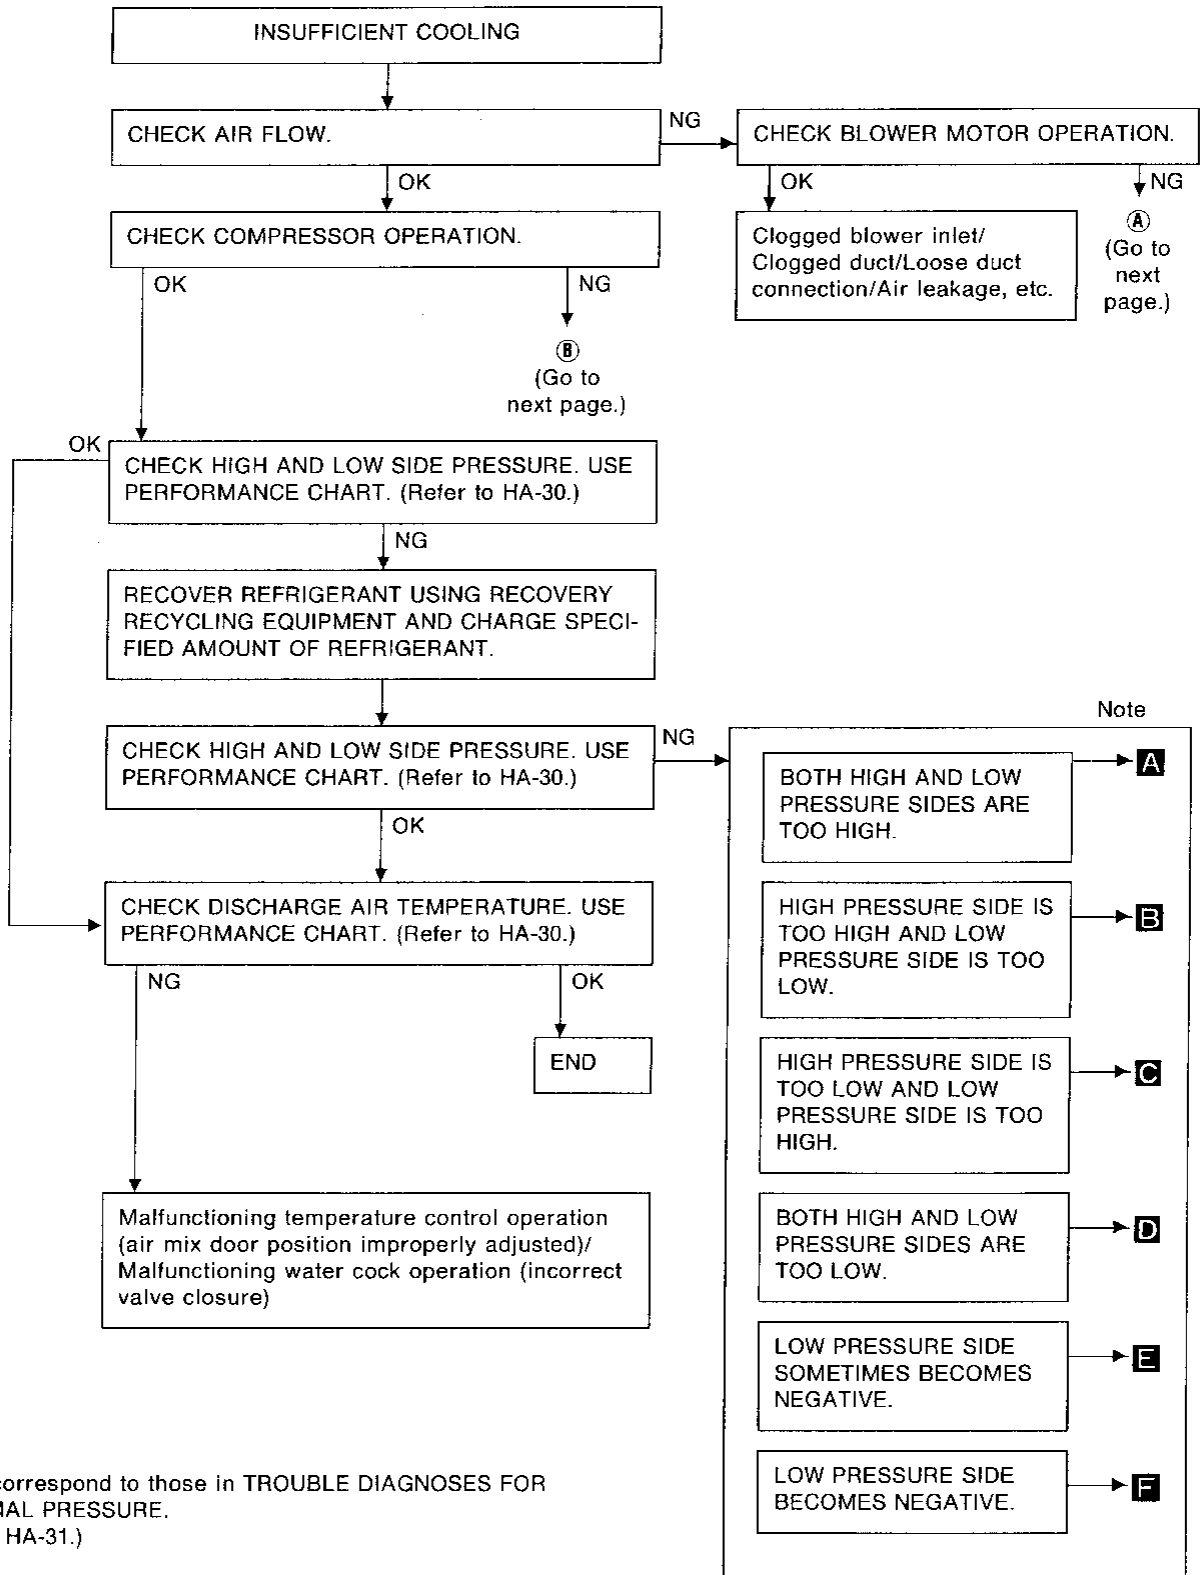 INSUFFICIENT COOLING
CHECK AIR FLOW.
NG
CHECK BLOWER MOTOR OPERATION.
OK
OK
NG
CHECK COMPRESSOR OPERATION.
Clogged blower inlet/
Clogged duct/Loose duct
connection/Air leakage, etc.
A
(Go to
next
page.)
OK
NG
B
(Go to
next page.)
OK
CHECK HIGH AND LOW SIDE PRESSURE. USE
PERFORMANCE CHART. (Refer to HA-30.)
NG
RECOVER REFRIGERANT USING RECOVERY
RECYCLING EQUIPMENT AND CHARGE SPECI-
FIED AMOUNT OF REFRIGERANT.
CHECK HIGH AND LOW SIDE PRESSURE. USE
PERFORMANCE CHART. (Refer to HA-30.)
NG
OK
CHECK DISCHARGE AIR TEMPERATURE. USE
PERFORMANCE CHART. (Refer to HA-30.)
NG
OK
END
Malfunctioning temperature control operation
(air mix door position improperly adjusted)/
Malfunctioning water cock operation (incorrect
valve closure)
Note
BOTH HIGH AND LOW
PRESSURE SIDES ARE
TOO HIGH.
A
HIGH PRESSURE SIDE IS
TOO HIGH AND LOW
PRESSURE SIDE IS TOO
LOW.
B
HIGH PRESSURE SIDE IS
TOO LOW AND LOW
PRESSURE SIDE IS TOO
HIGH.
C
BOTH HIGH AND LOW
PRESSURE SIDES ARE
TOO LOW.
D
LOW PRESSURE SIDE
SOMETIMES BECOMES
NEGATIVE.
E
LOW PRESSURE SIDE
BECOMES NEGATIVE.
F
correspond to those in TROUBLE DIAGNOSES FOR
MAL PRESSURE.
HA-31.)